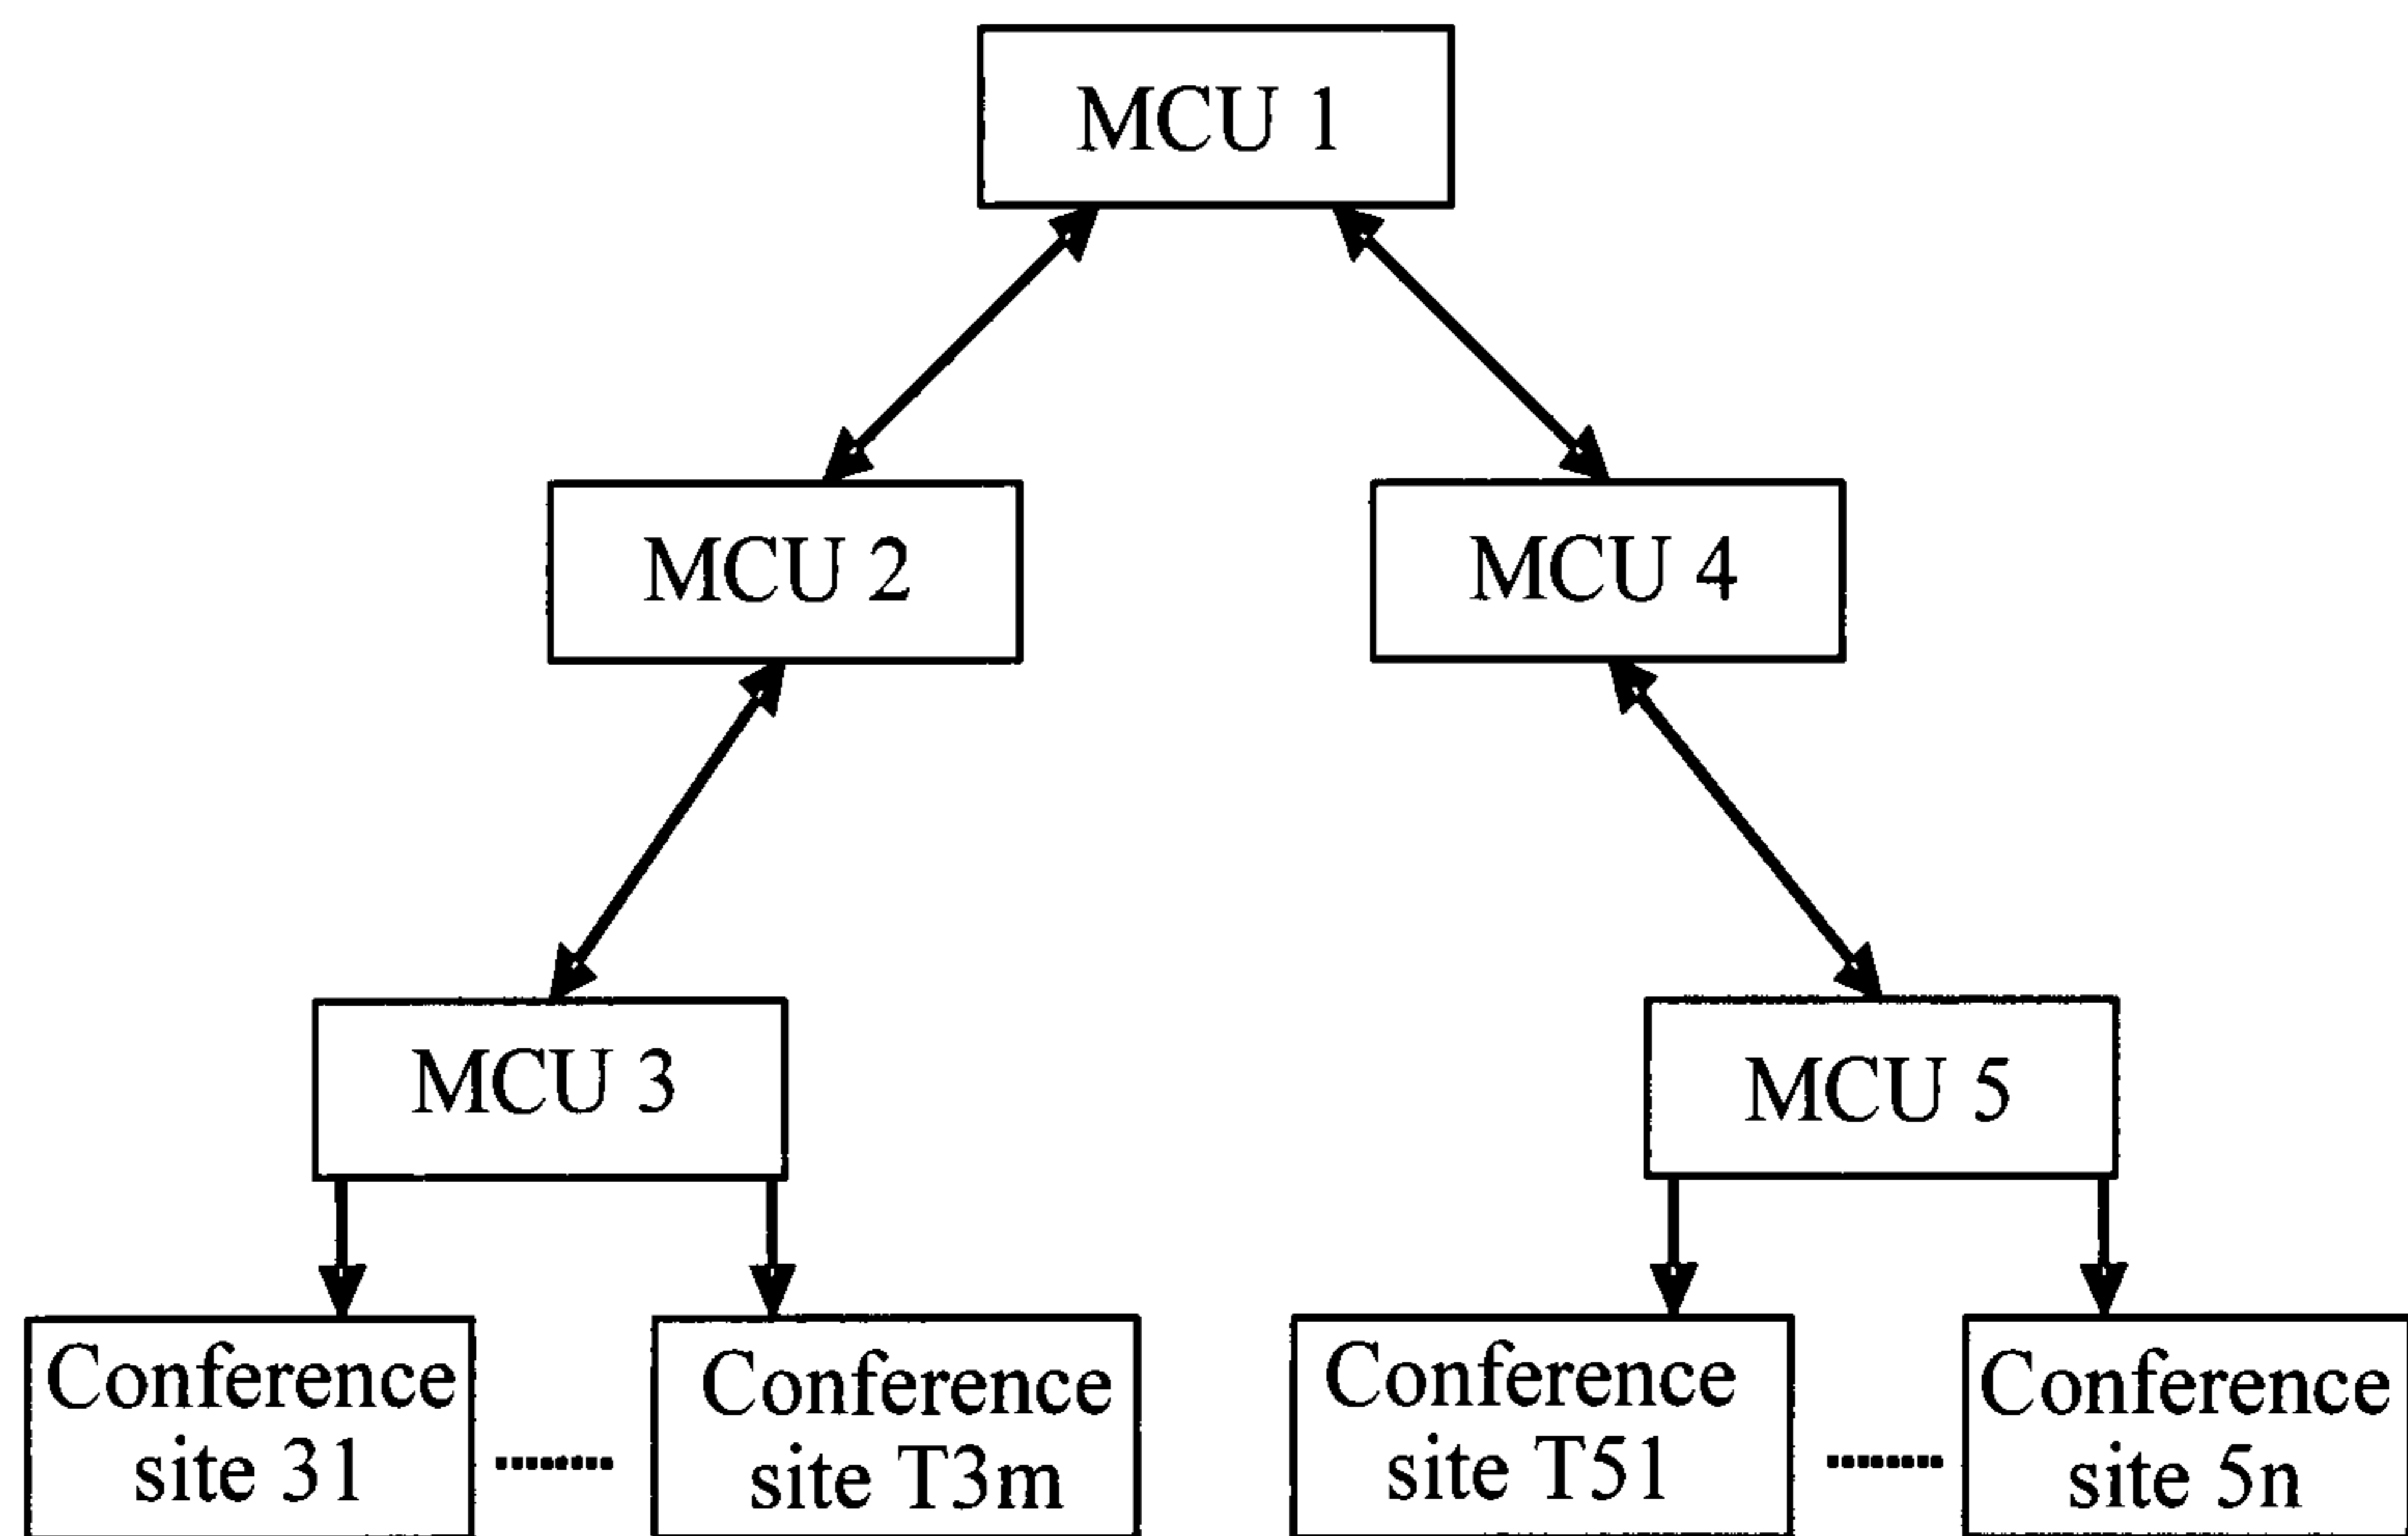 MCU 1
MCU 2
MCU 4
MCU 3
MCU 5
Conference
site 31
Conference
site T3m
Conference
site T51
Conference
site 5n